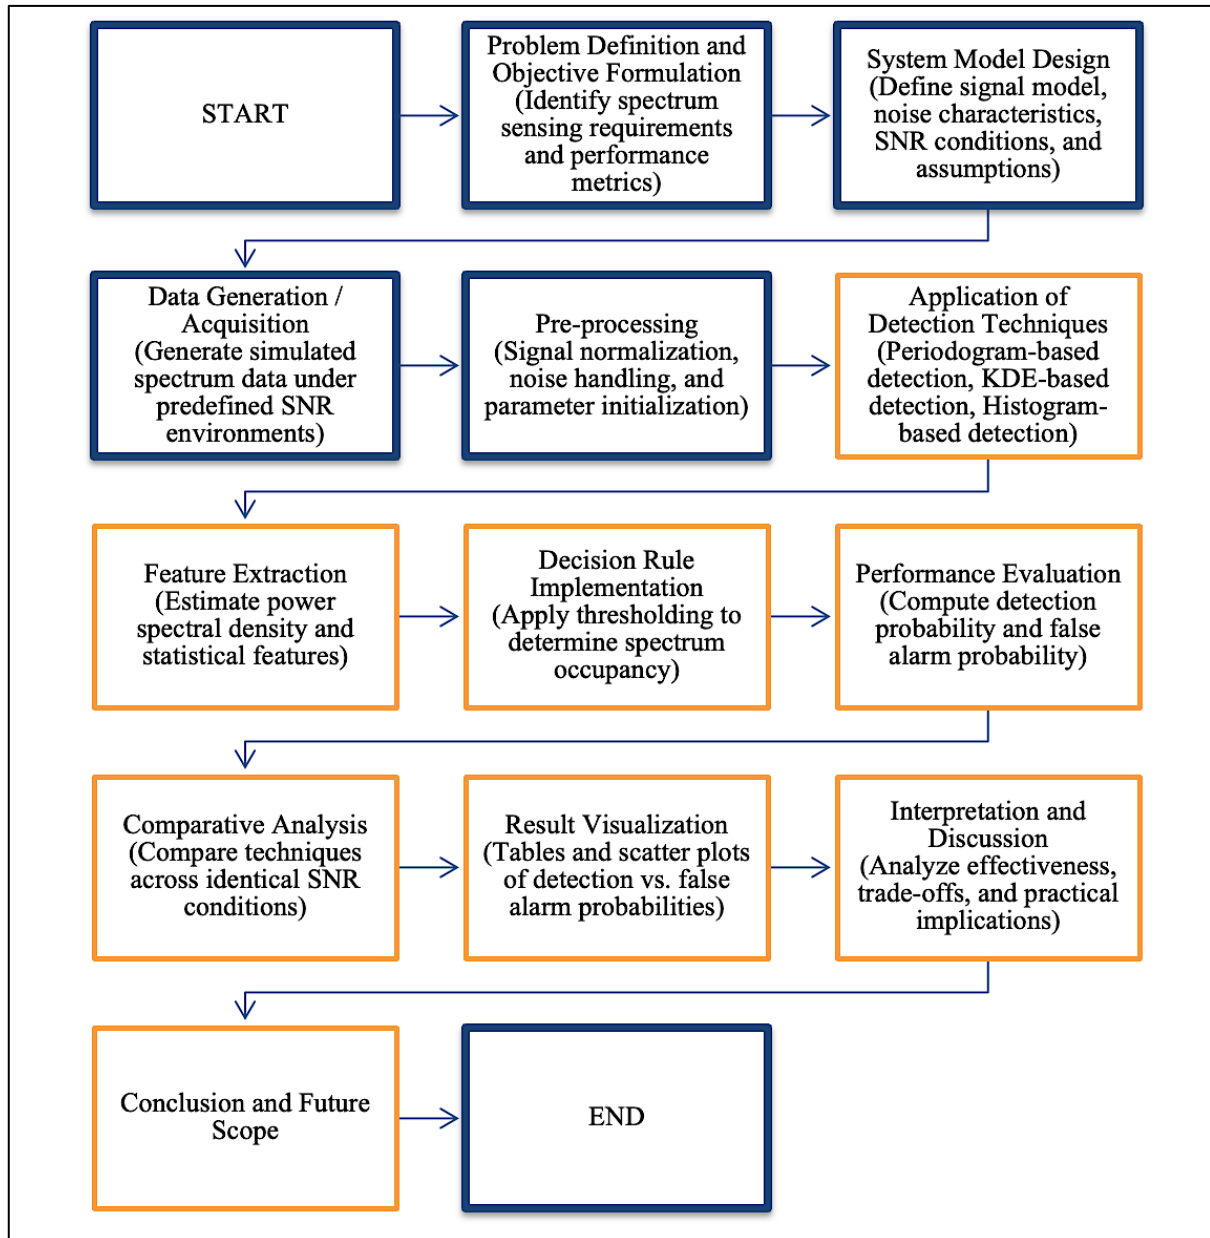 START
Problem Definition and
Objective Formulation
(Identify spectrum
sensing requirements
and performance
metrics)
System Model Design
(Define signal model,
noise characteristics,
SNR conditions, and
assumptions)
Data Generation /
Acquisition
(Generate simulated
spectrum data under
predefined SNR
environments)
Pre-processing
(Signal normalization,
noise handling, and
parameter initialization)
Application of
Detection Techniques
(Periodogram-based
detection, KDE-based
detection, Histogram-
based detection)
Feature Extraction
(Estimate power
spectral density and
statistical features)
Decision Rule
Implementation
(Apply thresholding to
determine spectrum
occupancy)
Performance Evaluation
(Compute detection
probability and false
alarm probability)
Comparative Analysis
(Compare techniques
across identical SNR
conditions)
Result Visualization
(Tables and scatter plots
of detection vs. false
alarm probabilities)
Interpretation and
Discussion
(Analyze effectiveness,
trade-offs, and practical
implications)
Conclusion and Future
Scope
END